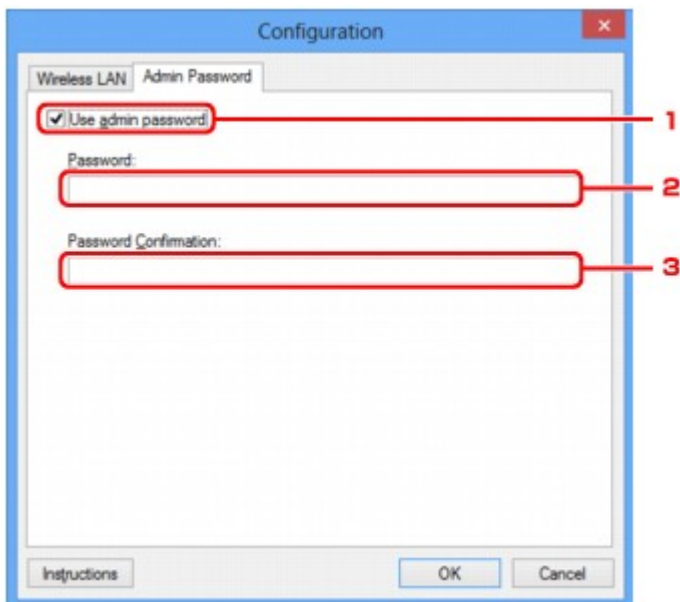 Configuration
Wireless LAN
Admin Password
Use admin password
1
Password:
2
Password Confirmation:
3
Instructions
OK
Cancel